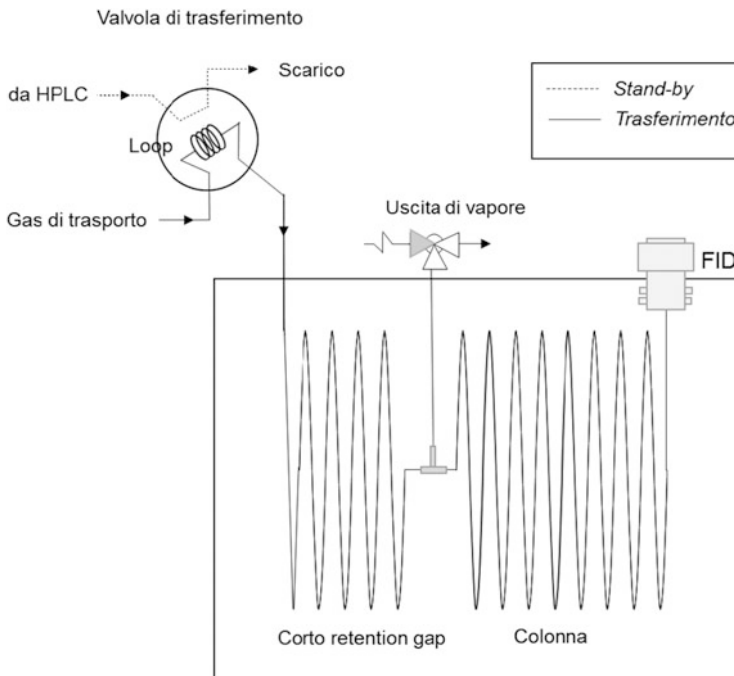 Valvola di trasferimento
Scarico
da HPLC
Stand-by
Trasferimento
Loop
Gas di trasporto
Uscita di vapore
FID
Corto retention gap
Colonna